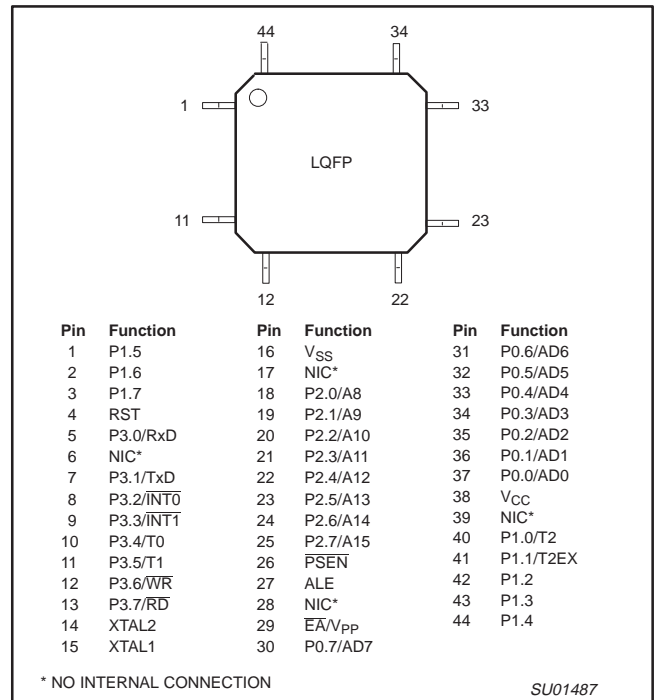 44 34
1 33
LQFP
11 23
12 22
Pin Function Pin Function Pin Function
1 P1.5 16 VSS 31 P0.6/AD6
2 P1.6 17 NIC* 32 P0.5/AD5
3 P1.7 18 P2.0/A8 33 P0.4/AD4
4 RST 19 P2.1/A9 34 P0.3/AD3
5 P3.0/RxD 20 P2.2/A10 35 P0.2/AD2
6 NIC* 21 P2.3/A11 36 P0.1/AD1
7 P3.1/TxD 22 P2.4/A12 37 P0.0/AD0
8 P3.2/I̅N̅T̅0̅ 23 P2.5/A13 38 VCC
9 P3.3/I̅N̅T̅1̅ 24 P2.6/A14 39 NIC*
10 P3.4/T0 25 P2.7/A15 40 P1.0/T2
11 P3.5/T1 26 P̅S̅E̅N̅ 41 P1.1/T2EX
12 P3.6/W̅R̅ 27 ALE 42 P1.2
13 P3.7/R̅D̅ 28 NIC* 43 P1.3
14 XTAL2 29 E̅A̅/VPP 44 P1.4
15 XTAL1 30 P0.7/AD7
* NO INTERNAL CONNECTION
SU01487